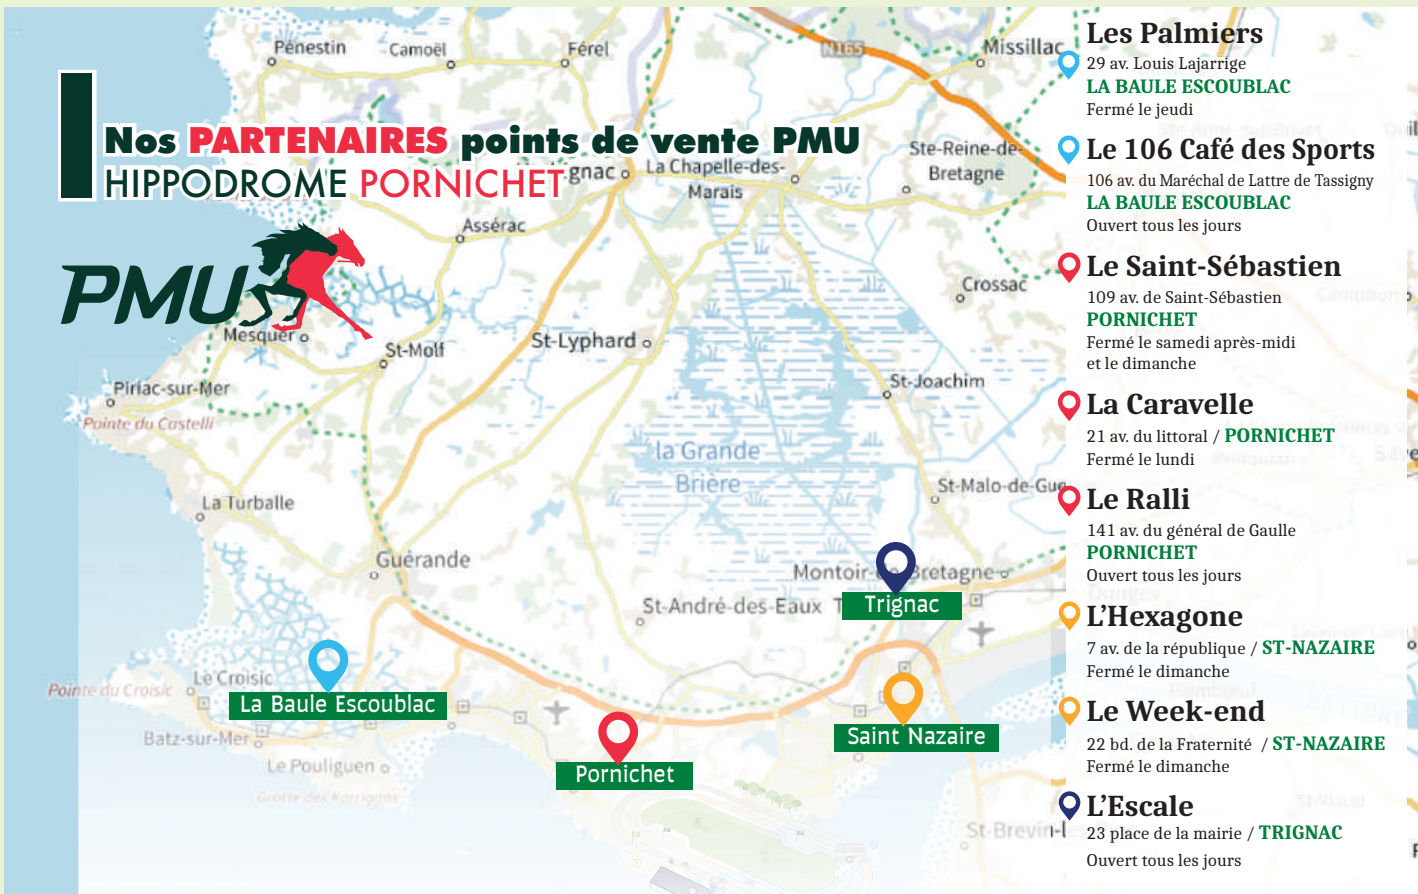 Nos PARTENAIRES points de vente PMU
HIPPODROME PORNICHET
PMU
Pénestin
Camoël
Férel
N165
Missillac
gnac
La Chapelle-des-
Marais
Ste-Reine-de-
Bretagne
Assérac
Crossac
Mesquer
St-Molf
St-Lyphard
St-Joachim
Piriac-sur-Mer
Pointe du Castelli
la Grande
Brière
La Turballe
St-Malo-de-Gue
Guérande
Montoir-de-Bretagne
St-André-des-Eaux
Trignac
Le Croisic
Pointe du Croisic
La Baule Escoublac
Saint Nazaire
Batz-sur-Mer
Le Pouliguen
Pornichet
Grotte des Korrigans
St-Brevin-l
Les Palmiers
29 av. Louis Lajarrige
LA BAULE ESCOUBLAC
Fermé le jeudi
Le 106 Café des Sports
106 av. du Maréchal de Lattre de Tassigny
LA BAULE ESCOUBLAC
Ouvert tous les jours
Le Saint-Sébastien
109 av. de Saint-Sébastien
PORNICHET
Fermé le samedi après-midi
et le dimanche
La Caravelle
21 av. du littoral / PORNICHET
Fermé le lundi
Le Ralli
141 av. du général de Gaulle
PORNICHET
Ouvert tous les jours
L'Hexagone
7 av. de la république / ST-NAZAIRE
Fermé le dimanche
Le Week-end
22 bd. de la Fraternité / ST-NAZAIRE
Fermé le dimanche
L'Escale
23 place de la mairie / TRIGNAC
Ouvert tous les jours